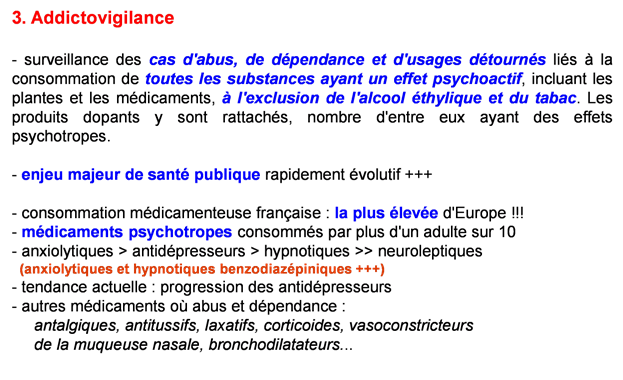 3. Addictovigilance
- surveillance des cas d'abus, de dépendance et d'usages détournés liés à la
consommation de toutes les substances ayant un effet psychoactif, incluant les
plantes et les médicaments, à l'exclusion de l'alcool éthylique et du tabac. Les
produits dopants y sont rattachés, nombre d'entre eux ayant des effets
psychotropes.
- enjeu majeur de santé publique rapidement évolutif +++
- consommation médicamenteuse française : la plus élevée d'Europe !!!
- médicaments psychotropes consommés par plus d'un adulte sur 10
- anxiolytiques > antidépresseurs > hypnotiques >> neuroleptiques
(anxiolytiques et hypnotiques benzodiazépiniques +++)
- tendance actuelle : progression des antidépresseurs
- autres médicaments où abus et dépendance :
antalgiques, antitussifs, laxatifs, corticoides, vasoconstricteurs
de la muqueuse nasale, bronchodilatateurs...